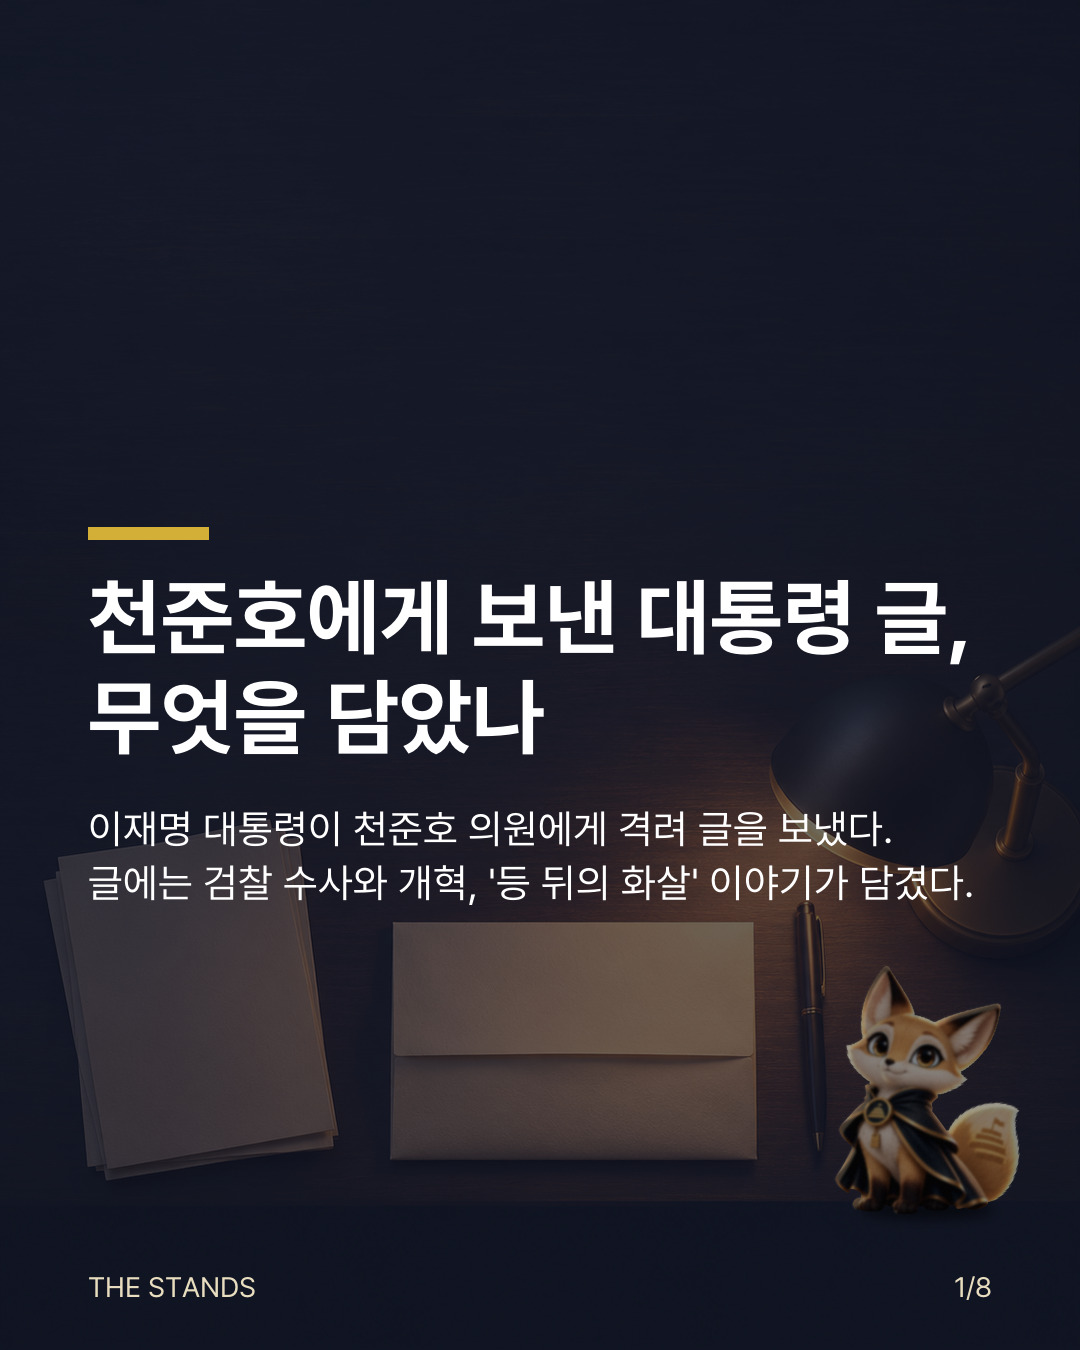 천준호에게 보낸 대통령 글,
무엇을 담았나
이재명 대통령이 천준호 의원에게 격려 글을 보냈다.
글에는 검찰 수사와 개혁, '등 뒤의 화살' 이야기가 담겼다.
THE STANDS
1/8